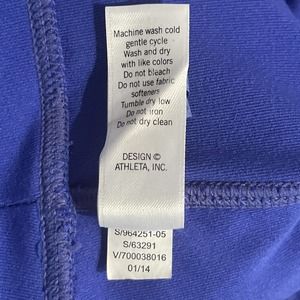 Machine wash cold
gentle cycle
Wash and dry
with like colors
Do not bleach
Do not use fabric
softeners
Tumble dry low
Do not iron
Do not dry clean
DESIGN ©
ATHLETA, INC.
S/964251-05
S/63291
V/700038016
01/14